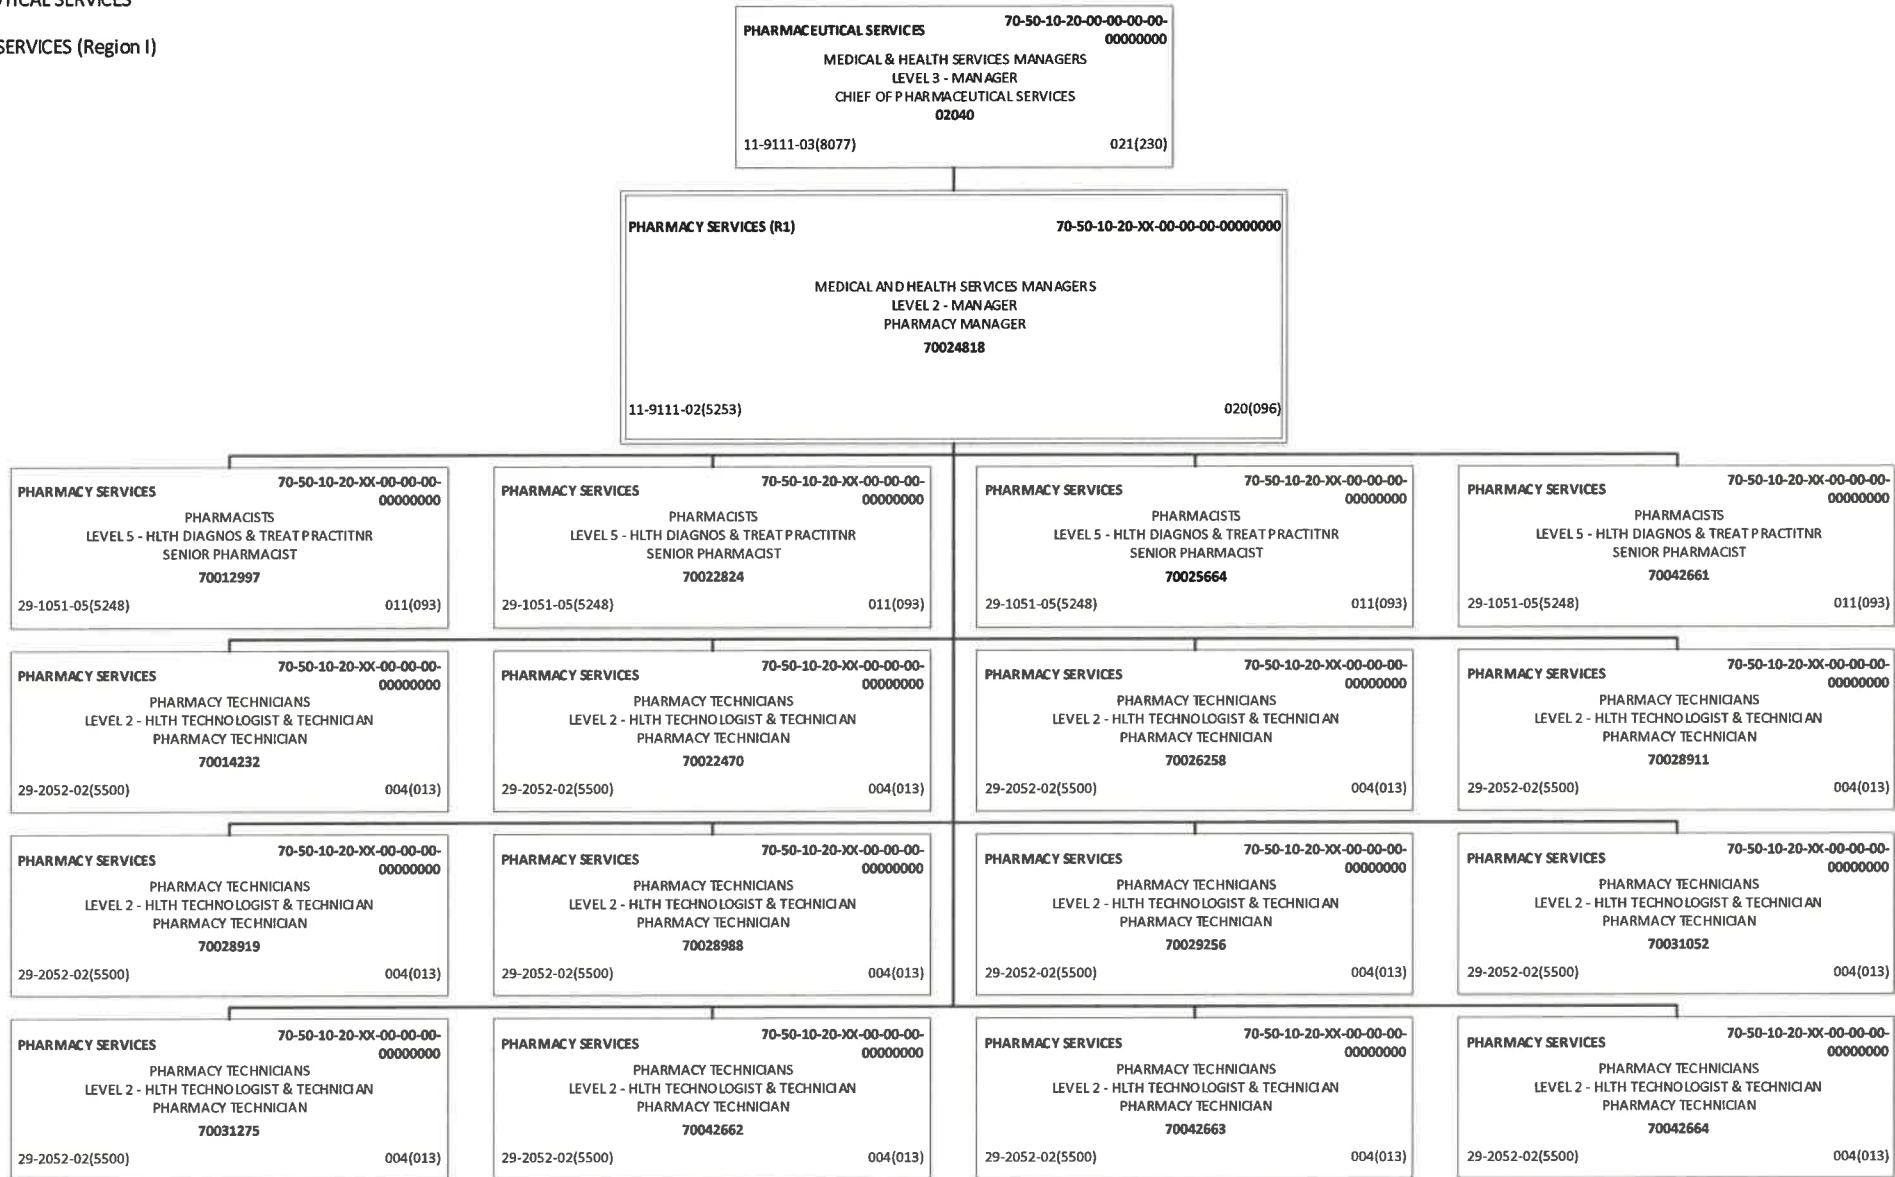 TICAL SERVICES
SERVICES (Region I)
PHARMACEUTICAL SERVICES 70-50-10-20-00-00-00-00-
00000000
MEDICAL & HEALTH SERVICES MANAGERS
LEVEL 3 - MANAGER
CHIEF OF PHARMACEUTICAL SERVICES
02040
11-9111-03(8077) 021(230)
PHARMACY SERVICES (R1) 70-50-10-20-XX-00-00-00-00000000
MEDICAL AND HEALTH SERVICES MANAGERS
LEVEL 2 - MANAGER
PHARMACY MANAGER
70024818
11-9111-02(5253) 020(096)
PHARMACY SERVICES 70-50-10-20-XX-00-00-00-
00000000
PHARMACISTS
LEVEL 5 - HLTH DIAGNOS & TREAT PRACTITNR
SENIOR PHARMACIST
70012997
29-1051-05(5248) 011(093)
PHARMACY SERVICES 70-50-10-20-XX-00-00-00-
00000000
PHARMACISTS
LEVEL 5 - HLTH DIAGNOS & TREAT PRACTITNR
SENIOR PHARMACIST
70022824
29-1051-05(5248) 011(093)
PHARMACY SERVICES 70-50-10-20-XX-00-00-00-
00000000
PHARMACISTS
LEVEL 5 - HLTH DIAGNOS & TREAT PRACTITNR
SENIOR PHARMACIST
70025664
29-1051-05(5248) 011(093)
PHARMACY SERVICES 70-50-10-20-XX-00-00-00-
00000000
PHARMACISTS
LEVEL 5 - HLTH DIAGNOS & TREAT PRACTITNR
SENIOR PHARMACIST
70042661
29-1051-05(5248) 011(093)
PHARMACY SERVICES 70-50-10-20-XX-00-00-00-
00000000
PHARMACY TECHNICIANS
LEVEL 2 - HLTH TECHNOLOGIST & TECHNICIAN
PHARMACY TECHNICIAN
70014232
29-2052-02(5500) 004(013)
PHARMACY SERVICES 70-50-10-20-XX-00-00-00-
00000000
PHARMACY TECHNICIANS
LEVEL 2 - HLTH TECHNOLOGIST & TECHNICIAN
PHARMACY TECHNICIAN
70022470
29-2052-02(5500) 004(013)
PHARMACY SERVICES 70-50-10-20-XX-00-00-00-
00000000
PHARMACY TECHNICIANS
LEVEL 2 - HLTH TECHNOLOGIST & TECHNICIAN
PHARMACY TECHNICIAN
70026258
29-2052-02(5500) 004(013)
PHARMACY SERVICES 70-50-10-20-XX-00-00-00-
00000000
PHARMACY TECHNICIANS
LEVEL 2 - HLTH TECHNOLOGIST & TECHNICIAN
PHARMACY TECHNICIAN
70028911
29-2052-02(5500) 004(013)
PHARMACY SERVICES 70-50-10-20-XX-00-00-00-
00000000
PHARMACY TECHNICIANS
LEVEL 2 - HLTH TECHNOLOGIST & TECHNICIAN
PHARMACY TECHNICIAN
70028919
29-2052-02(5500) 004(013)
PHARMACY SERVICES 70-50-10-20-XX-00-00-00-
00000000
PHARMACY TECHNICIANS
LEVEL 2 - HLTH TECHNOLOGIST & TECHNICIAN
PHARMACY TECHNICIAN
70028988
29-2052-02(5500) 004(013)
PHARMACY SERVICES 70-50-10-20-XX-00-00-00-
00000000
PHARMACY TECHNICIANS
LEVEL 2 - HLTH TECHNOLOGIST & TECHNICIAN
PHARMACY TECHNICIAN
70029256
29-2052-02(5500) 004(013)
PHARMACY SERVICES 70-50-10-20-XX-00-00-00-
00000000
PHARMACY TECHNICIANS
LEVEL 2 - HLTH TECHNOLOGIST & TECHNICIAN
PHARMACY TECHNICIAN
70031052
29-2052-02(5500) 004(013)
PHARMACY SERVICES 70-50-10-20-XX-00-00-00-
00000000
PHARMACY TECHNICIANS
LEVEL 2 - HLTH TECHNOLOGIST & TECHNICIAN
PHARMACY TECHNICIAN
70031275
29-2052-02(5500) 004(013)
PHARMACY SERVICES 70-50-10-20-XX-00-00-00-
00000000
PHARMACY TECHNICIANS
LEVEL 2 - HLTH TECHNOLOGIST & TECHNICIAN
PHARMACY TECHNICIAN
70042662
29-2052-02(5500) 004(013)
PHARMACY SERVICES 70-50-10-20-XX-00-00-00-
00000000
PHARMACY TECHNICIANS
LEVEL 2 - HLTH TECHNOLOGIST & TECHNICIAN
PHARMACY TECHNICIAN
70042663
29-2052-02(5500) 004(013)
PHARMACY SERVICES 70-50-10-20-XX-00-00-00-
00000000
PHARMACY TECHNICIANS
LEVEL 2 - HLTH TECHNOLOGIST & TECHNICIAN
PHARMACY TECHNICIAN
70042664
29-2052-02(5500) 004(013)